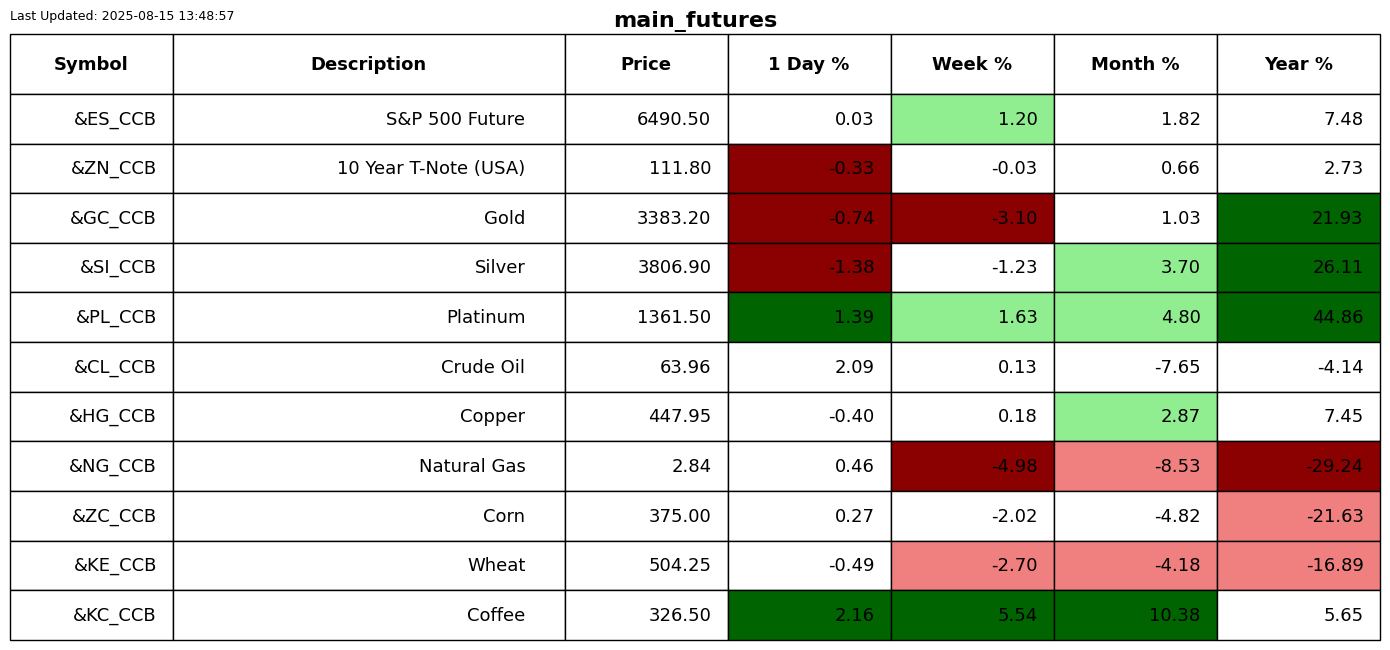 Last Updated: 2025-08-15 13:48:57
main_futures
Symbol Description Price 1 Day % Week % Month % Year %
&ES_CCB S&P 500 Future 6490.50 0.03 1.20 1.82 7.48
&ZN_CCB 10 Year T-Note (USA) 111.80 -0.33 -0.03 0.66 2.73
&GC_CCB Gold 3383.20 -0.74 -3.10 1.03 21.93
&SI_CCB Silver 3806.90 -1.38 -1.23 3.70 26.11
&PL_CCB Platinum 1361.50 1.39 1.63 4.80 44.86
&CL_CCB Crude Oil 63.96 2.09 0.13 -7.65 -4.14
&HG_CCB Copper 447.95 -0.40 0.18 2.87 7.45
&NG_CCB Natural Gas 2.84 0.46 -4.98 -8.53 -29.24
&ZC_CCB Corn 375.00 0.27 -2.02 -4.82 -21.63
&KE_CCB Wheat 504.25 -0.49 -2.70 -4.18 -16.89
&KC_CCB Coffee 326.50 2.16 5.54 10.38 5.65